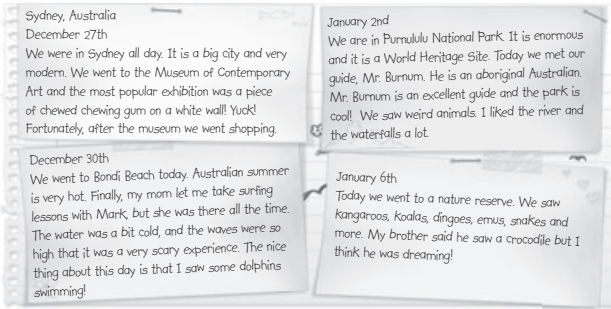 Sydney, Australia
December 27th
We were in Sydney all day. It is a big city and very
modern. We went to the Museum of Contemporary
Art and the most popular exhibition was a piece
of chewed chewing gum on a white wall! Yuck!
Fortunately, after the museum we went shopping.
December 30th
We went to Bondi Beach today. Australian summer
is very hot. Finally, my mom let me take surfing
lessons with Mark, but she was there all the time.
The water was a bit cold, and the waves were so
high that it was a very scary experience. The nice
thing about this day is that I saw some dolphins
swimming!
January 2nd
We are in Purnululu National Park. It is enormous
and it is a World Heritage Site. Today we met our
guide, Mr. Burnum. He is an aboriginal Australian.
Mr. Burnum is an excellent guide and the park is
cool! We saw weird animals. I liked the river and
the waterfalls a lot.
January 6th
Today we went to a nature reserve. We saw
kangaroos, koalas, dingoes, emus, snakes and
more. My brother said he saw a crocodile but I
think he was dreaming!